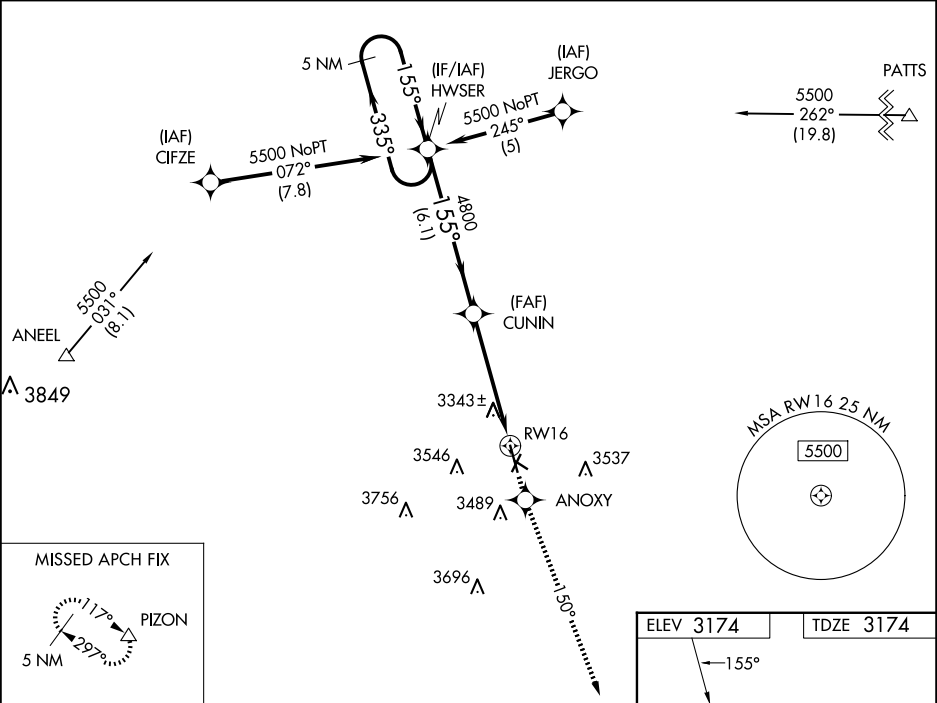 5 NM
155°
335°
(IF/IAF)
HWSER
(IAF)
JERGO
5500 NoPT
245°
(5)
PATTS
5500
262°
(19.8)
(IAF)
CIFZE
5500 NoPT
072°
(7.8)
4800
155°
(6.1)
5500
031°
(8.1)
ANEEL
3849
(FAF)
CUNIN
3343±
RW16
3546
3537
3756
3489
ANOXY
3696
150°
MSA RW16 25 NM
5500
MISSED APCH FIX
117°
297°
5 NM
PIZON
ELEV 3174
TDZE 3174
155°